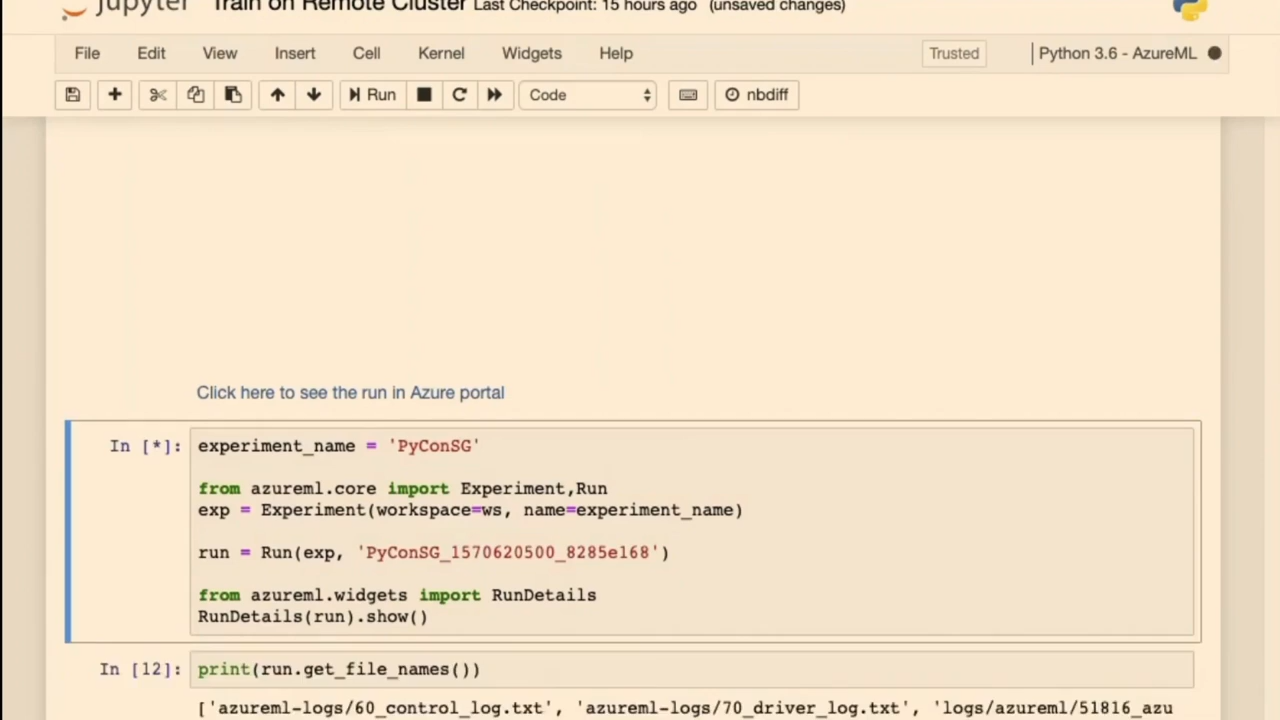 Jupyter Train on Remote Cluster Last Checkpoint: 15 hours ago (unsaved changes)
File Edit View Insert Cell Kernel Widgets Help Trusted Python 3.6 - AzureML
Run Code nbdiff
Click here to see the run in Azure portal
In [*]: experiment_name = 'PyConSG'
from azureml.core import Experiment,Run
exp = Experiment(workspace=ws, name=experiment_name)
run = Run(exp, 'PyConSG_1570620500_8285e168')
from azureml.widgets import RunDetails
RunDetails(run).show()
In [12]: print(run.get_file_names())
['azureml-logs/60_control_log.txt', 'azureml-logs/70_driver_log.txt', 'logs/azureml/51816_azu